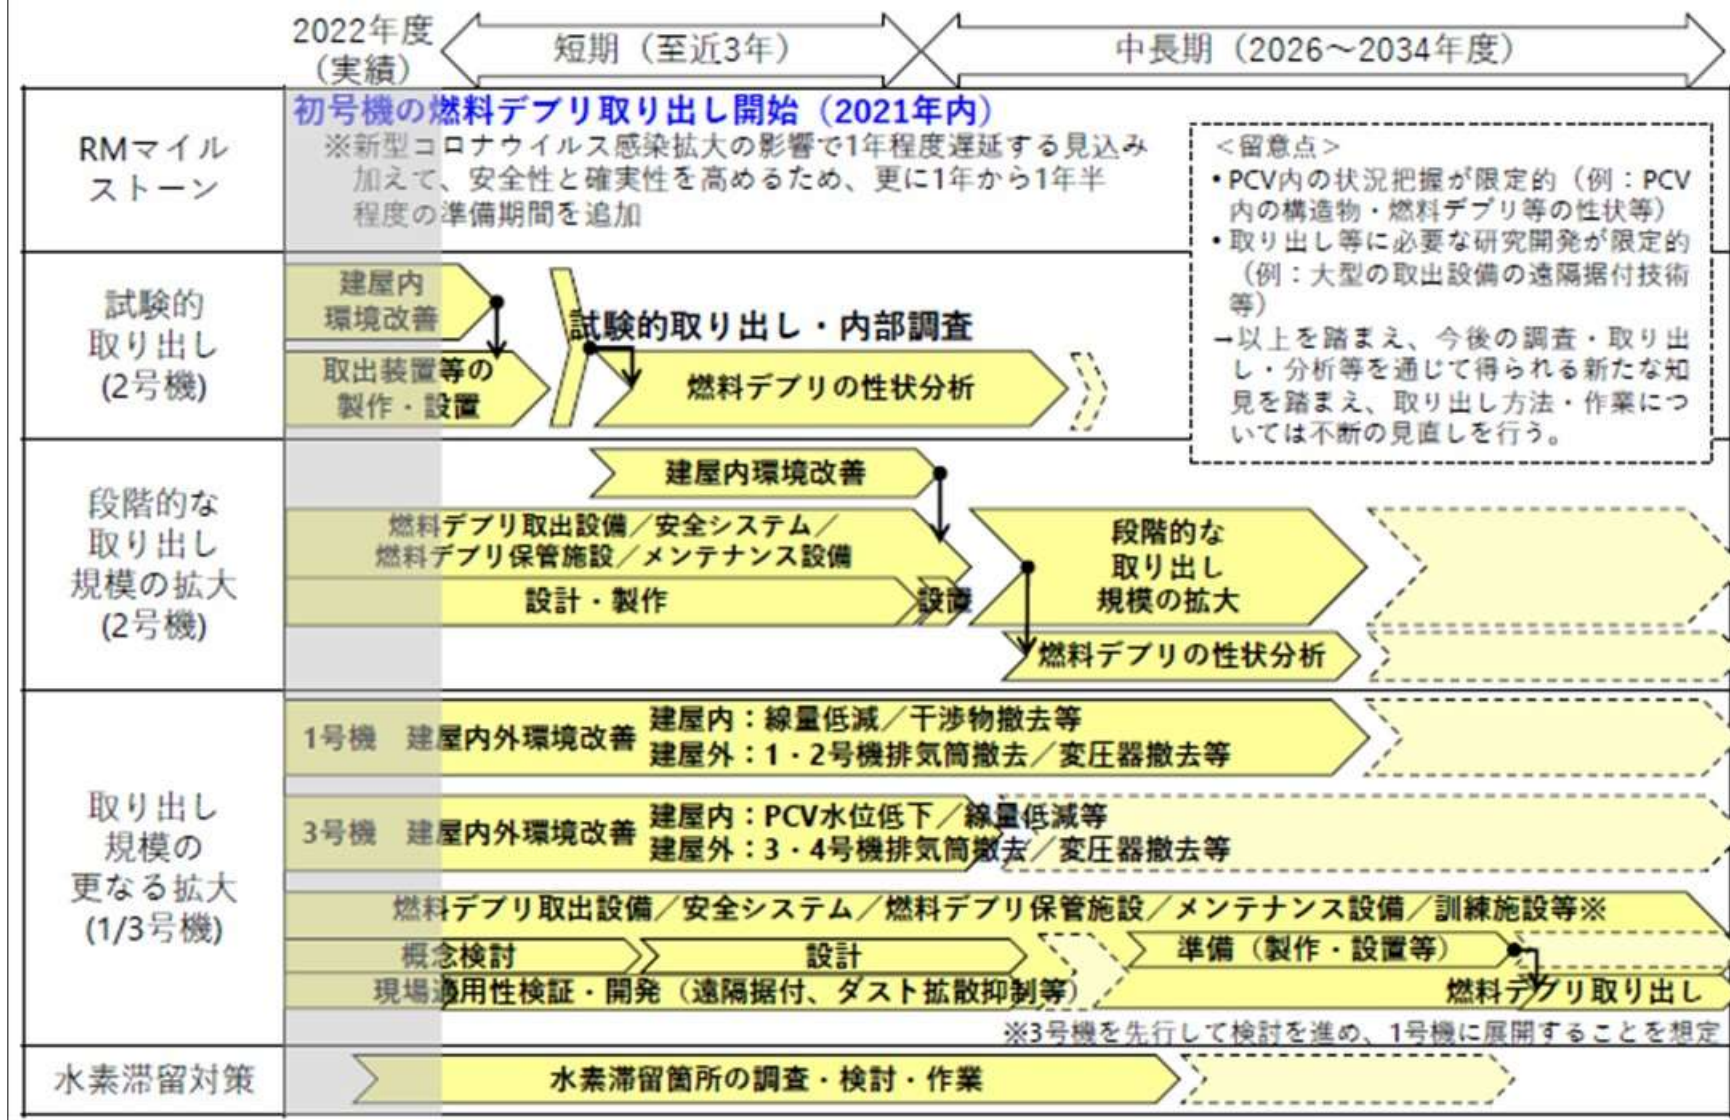 2022年度
（実績）
短期（至近3年）
中長期（2026～2034年度）
RMマイル
ストーン
初号機の燃料デブリ取り出し開始（2021年内）
※新型コロナウイルス感染拡大の影響で1年程度遅延する見込み
加えて、安全性と確実性を高めるため、更に1年から1年半
程度の準備期間を追加
＜留意点＞
・PCV内の状況把握が限定的（例：PCV
内の構造物・燃料デブリ等の性状等）
・取り出し等に必要な研究開発が限定的
（例：大型の取出設備の遠隔据付技術
等）
→以上を踏まえ、今後の調査・取り出
し・分析等を通じて得られる新たな知
見を踏まえ、取り出し方法・作業につ
いては不断の見直しを行う。
試験的
取り出し
(2号機)
建屋内
環境改善
取出装置等の
製作・設置
試験的取り出し・内部調査
燃料デブリの性状分析
段階的な
取り出し
規模の拡大
(2号機)
建屋内環境改善
燃料デブリ取出設備／安全システム／
燃料デブリ保管施設／メンテナンス設備
設計・製作
設置
段階的な
取り出し
規模の拡大
燃料デブリの性状分析
取り出し
規模の
更なる拡大
(1/3号機)
1号機　建屋内外環境改善
建屋内：線量低減／干渉物撤去等
建屋外：1・2号機排気筒撤去／変圧器撤去等
3号機　建屋内外環境改善
建屋内：PCV水位低下／線量低減等
建屋外：3・4号機排気筒撤去／変圧器撤去等
燃料デブリ取出設備／安全システム／燃料デブリ保管施設／メンテナンス設備／訓練施設等※
概念検討
設計
準備（製作・設置等）
現場適用性検証・開発（遠隔据付、ダスト拡散抑制等）
燃料デブリ取り出し
※3号機を先行して検討を進め、1号機に展開することを想定
水素滞留対策
水素滞留箇所の調査・検討・作業